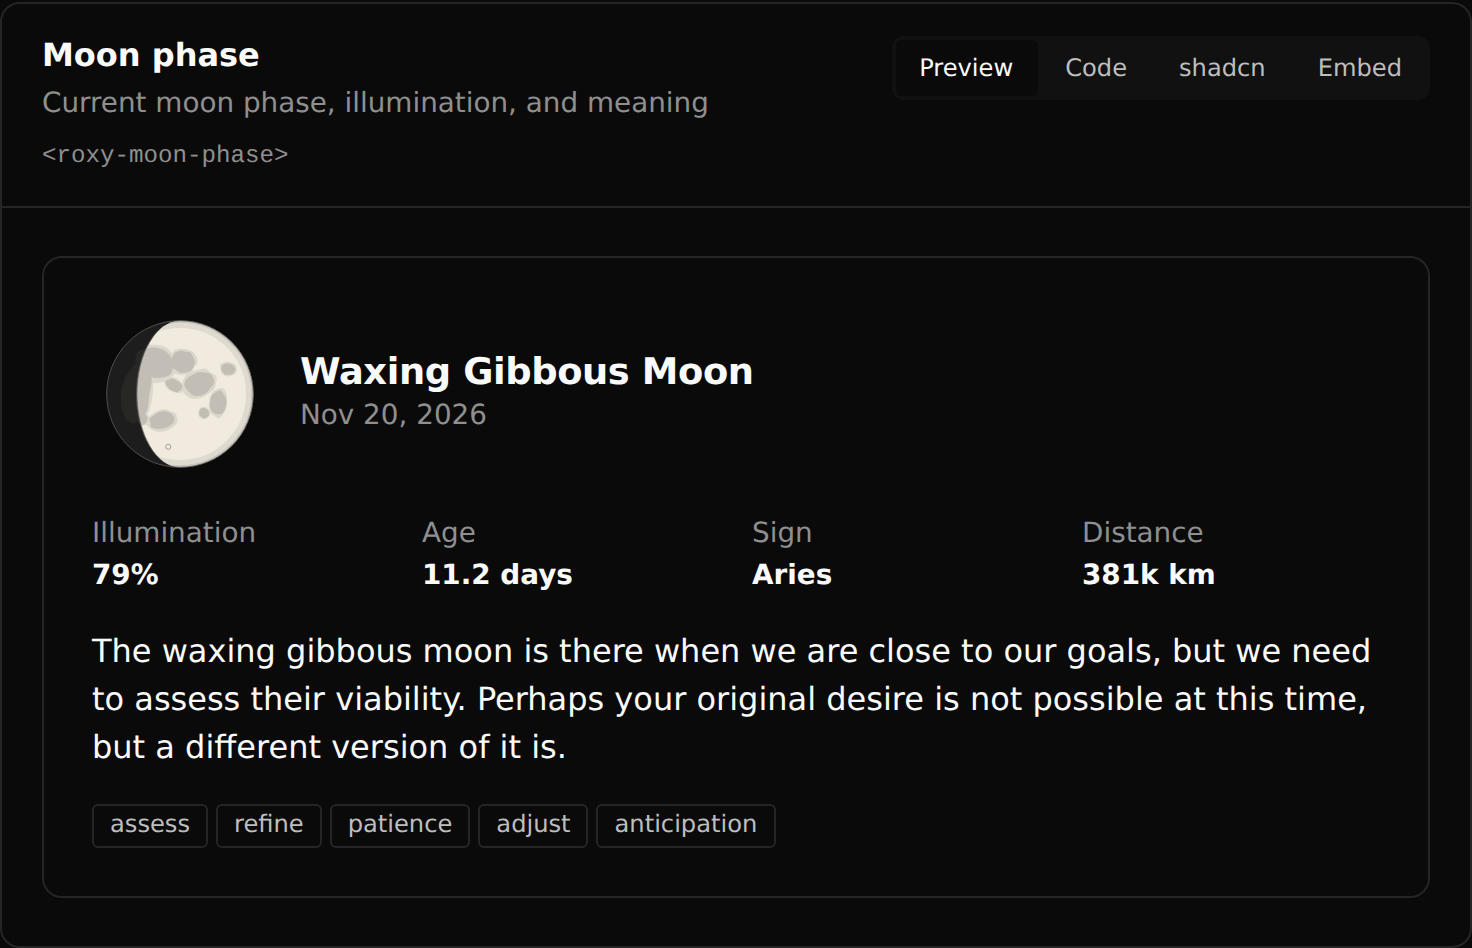 Moon phase
Preview Code shadcn Embed
Current moon phase, illumination, and meaning
<roxy-moon-phase>
Waxing Gibbous Moon
Nov 20, 2026
Illumination Age Sign Distance
79% 11.2 days Aries 381k km
The waxing gibbous moon is there when we are close to our goals, but we need
to assess their viability. Perhaps your original desire is not possible at this time,
but a different version of it is.
assess refine patience adjust anticipation